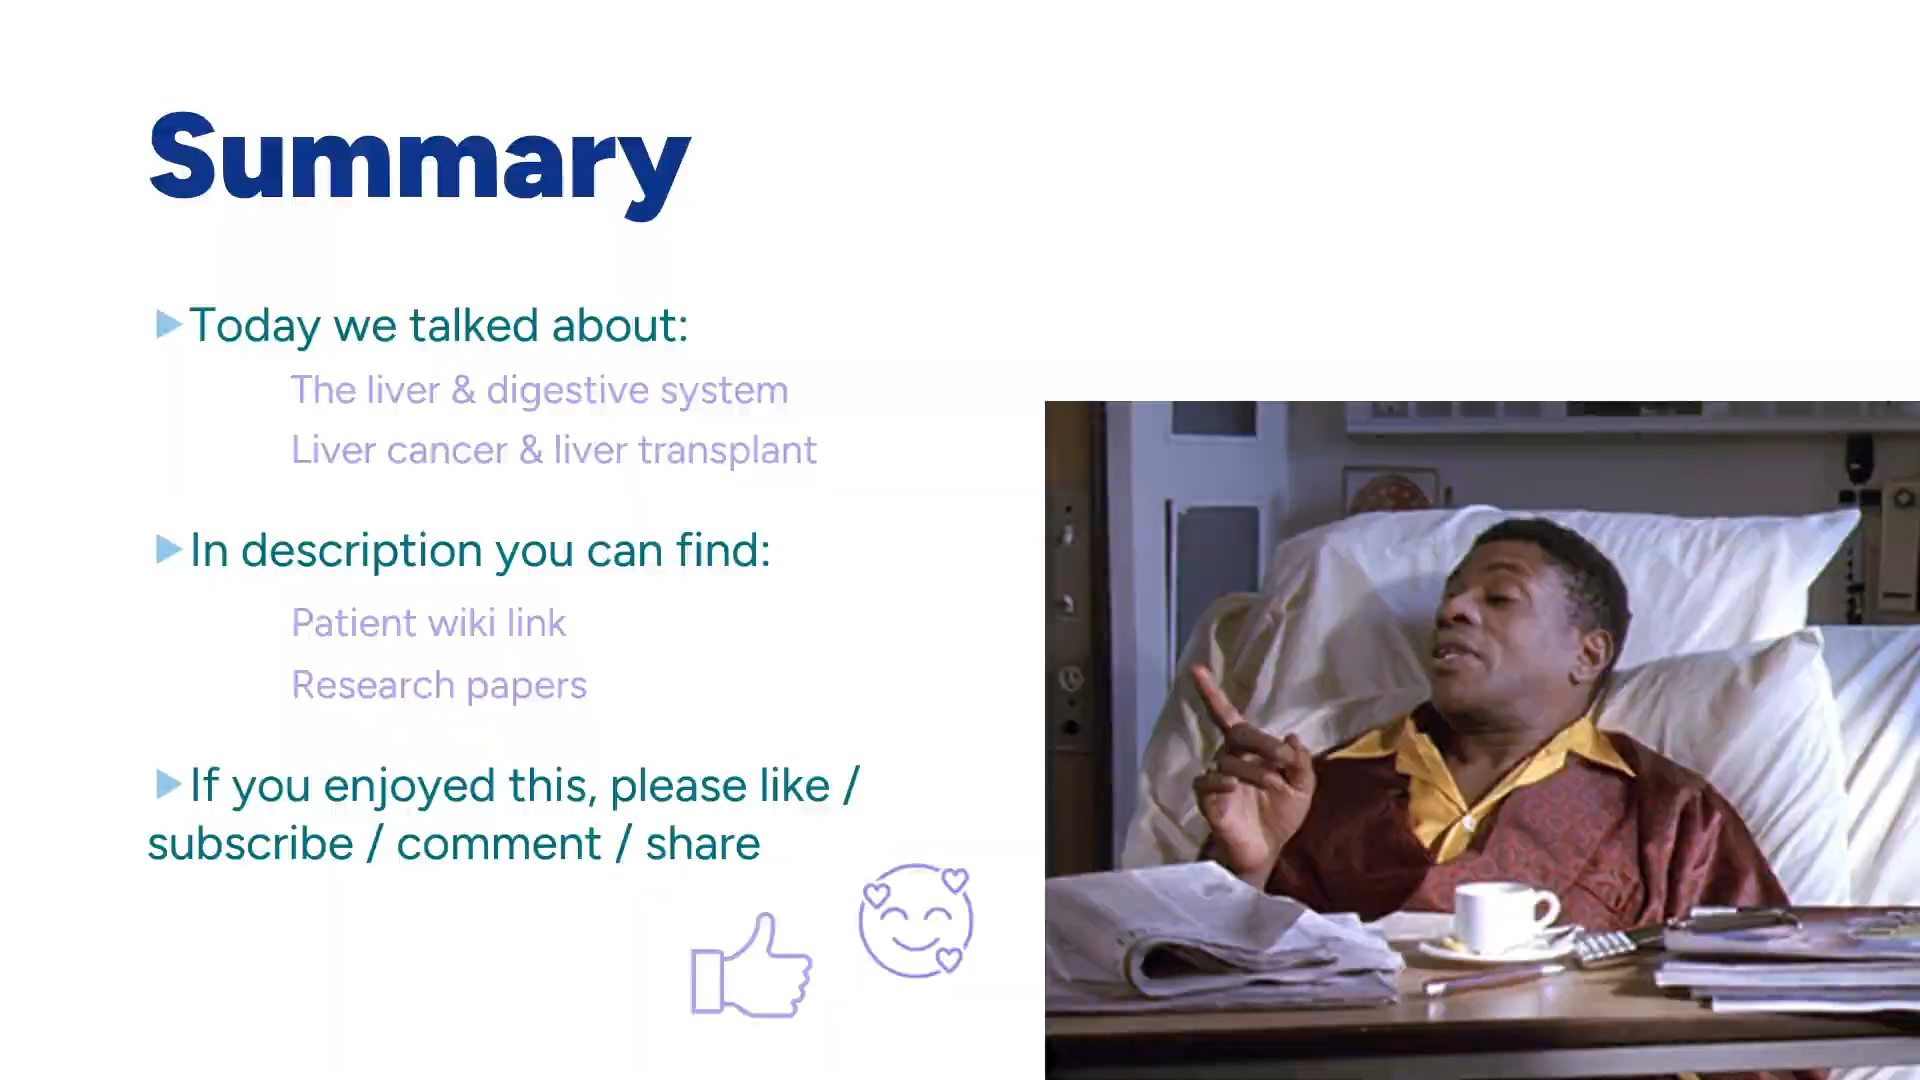 Summary
Today we talked about:
The liver & digestive system
Liver cancer & liver transplant
In description you can find:
Patient wiki link
Research papers
If you enjoyed this, please like /
subscribe / comment / share